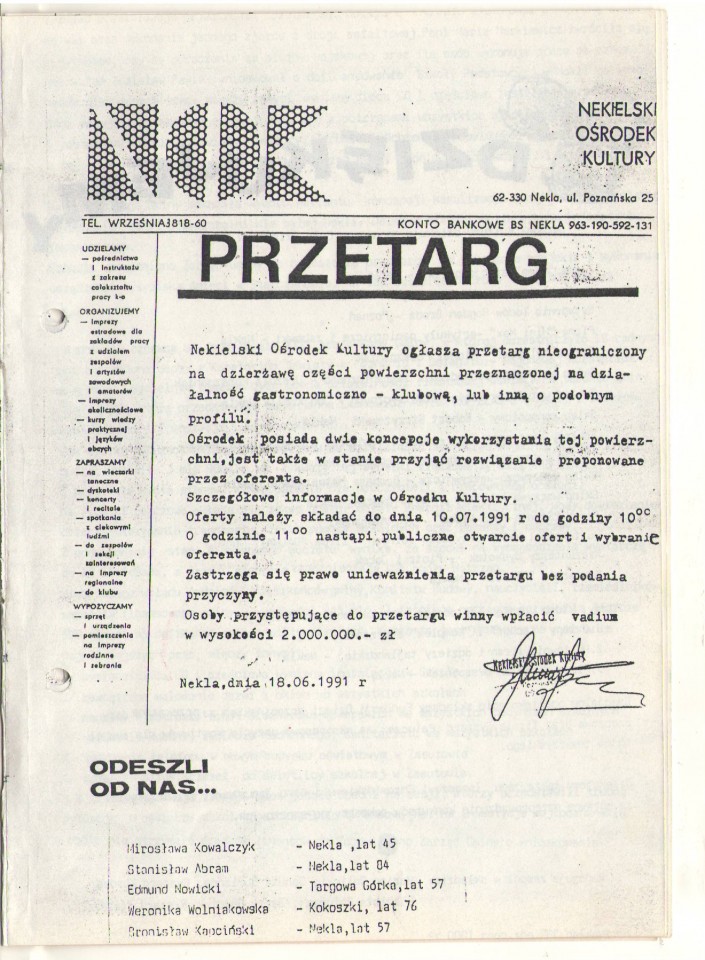 NOK
NEKIELSKI
OŚRODEK
KULTURY
62-330 Nekla, ul. Poznańska 25
TEL. WRZEŚNIA 818-60
KONTO BANKOWE BS NEKLA 963-190-592-131
UDZIELAMY
— pośrednictwa
i instruktażu
z zakresu
całokształtu
pracy k-o
ORGANIZUJEMY
— imprezy
estradowe dla
zakładów pracy
z udziałem
zespołów
i artystów
zawodowych
i amatorów
— imprezy
okolicznościowe
— kursy wiedzy
praktycznej
i języków
obcych
ZAPRASZAMY
— na wieczorki
taneczne
— dyskoteki
— koncerty
i recitale
— spotkania
z ciekawymi
ludźmi
— do zespołów
i sekcji
zainteresowań
— na imprezy
regionalne
— do klubu
WYPOŻYCZAMY
— sprzęt
i urządzenia
— pomieszczenia
na imprezy
rodzinne
i zebrania
PRZETARG
Nekielski Ośrodek Kultury ogłasza przetarg nieograniczony
na dzierżawę części powierzchni przeznaczonej na dzia-
łalność gastronomiczno - klubową, lub inną o podobnym
profilu.
Ośrodek posiada dwie koncepcje wykorzystania tej powierz-
chni,jest także w stanie przyjąć rozwiązanie proponowane
przez oferenta.
Szczegółowe informacje w Ośrodku Kultury.
Oferty należy składać do dnia 10.07.1991 r do godziny 10⁰⁰
O godzinie 11⁰⁰ nastąpi publiczne otwarcie ofert i wybranie
oferenta.
Zastrzega się prawo unieważnienia przetargu bez podania
przyczyny.
Osoby przystępujące do przetargu winny wpłacić vadium
w wysokości 2.000.000.- zł
Nekielski Ośrodek Kultury
Nekla,dnia 18.06.1991 r
ODESZLI
OD NAS...
Mirosława Kowalczyk - Nekla ,lat 45
Stanisław Abram - Nekla,lat 84
Edmund Nowicki - Targowa Górka,lat 57
Weronika Wolniakowska - Kokoszki, lat 76
Bronisław Kapciński - Nekla,lat 57